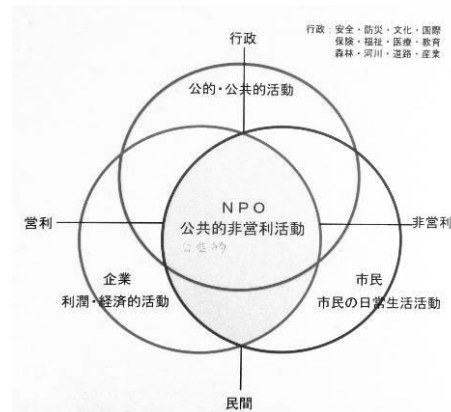 行政：安全・防災・文化・国際
保険・福祉・医療・教育
森林・河川・道路・産業
行政
公的・公共的活動
NPO
公共的非営利活動
公益的
営利
非営利
企業
利潤・経済的活動
市民
市民の日常生活活動
民間